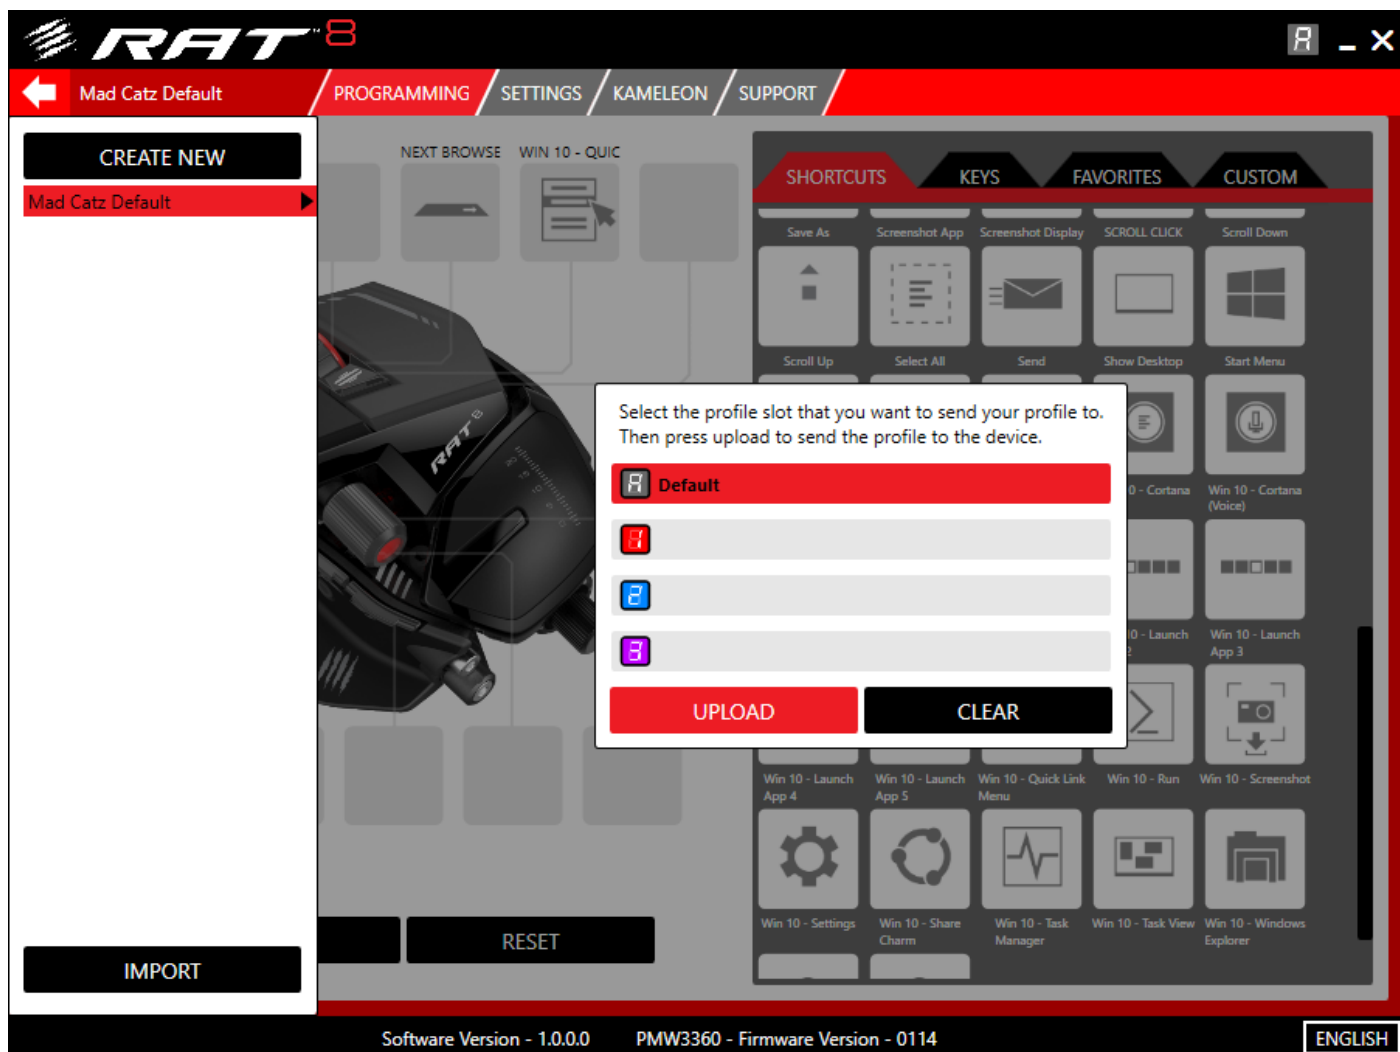 RAT™8
A
Mad Catz Default
PROGRAMMING
SETTINGS
KAMELEON
SUPPORT
CREATE NEW
Mad Catz Default
IMPORT
NEXT BROWSE
WIN 10 - QUIC
RAT 8
RESET
SHORTCUTS
KEYS
FAVORITES
CUSTOM
Save As
Screenshot App
Screenshot Display
SCROLL CLICK
Scroll Down
Scroll Up
Select All
Send
Show Desktop
Start Menu
0 - Cortana
Win 10 - Cortana
(Voice)
10 - Launch
Win 10 - Launch
App 3
Win 10 - Launch
App 4
Win 10 - Launch
App 5
Win 10 - Quick Link
Menu
Win 10 - Run
Win 10 - Screenshot
Win 10 - Settings
Win 10 - Share
Charm
Win 10 - Task
Manager
Win 10 - Task View
Win 10 - Windows
Explorer
Select the profile slot that you want to send your profile to.
Then press upload to send the profile to the device.
A Default
1
2
3
UPLOAD
CLEAR
Software Version - 1.0.0.0
PMW3360 - Firmware Version - 0114
ENGLISH